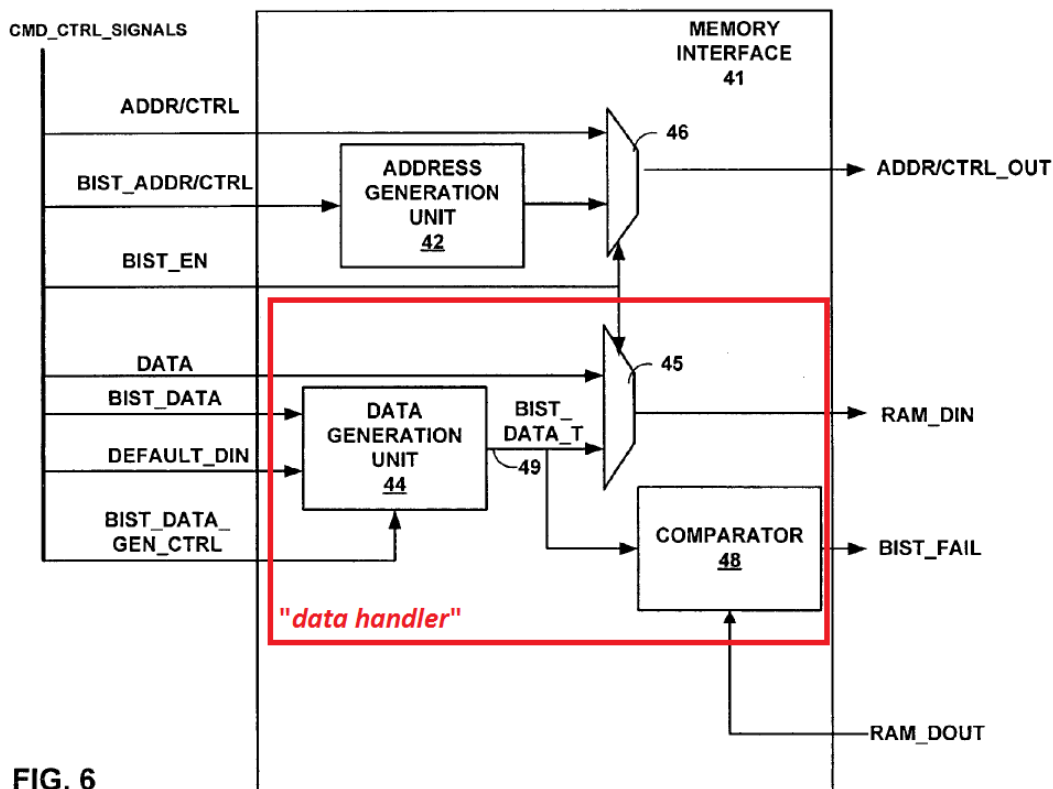 CMD_CTRL_SIGNALS
MEMORY
INTERFACE
41
ADDR/CTRL
46
ADDR/CTRL_OUT
BIST_ADDR/CTRL
ADDRESS
GENERATION
UNIT
42
BIST_EN
DATA
45
BIST_DATA
DATA
GENERATION
UNIT
44
BIST_
DATA_T
49
RAM_DIN
DEFAULT_DIN
BIST_DATA_
GEN_CTRL
COMPARATOR
48
BIST_FAIL
"data handler"
RAM_DOUT
FIG. 6